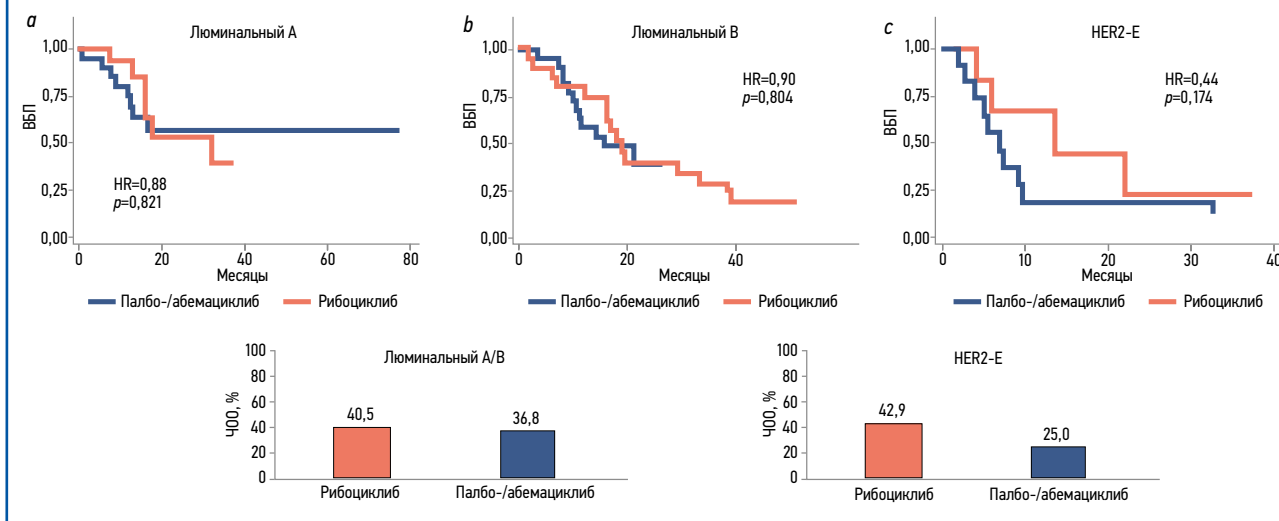 a
Люминальный А
1,00
0,75
0,50
0,25
0,00
ВБП
HR=0,88
p=0,821
0 20 40 60 80
Месяцы
Палбо-/абемациклиб Рибоциклиб
b
Люминальный В
1,00
0,75
0,50
0,25
0,00
ВБП
HR=0,90
p=0,804
0 20 40
Месяцы
Палбо-/абемациклиб Рибоциклиб
c
HER2-E
1,00
0,75
0,50
0,25
0,00
ВБП
HR=0,44
p=0,174
0 10 20 30 40
Месяцы
Палбо-/абемациклиб Рибоциклиб
Люминальный А/В
100
80
60
40
20
0
ЧОО, %
40,5
36,8
Рибоциклиб Палбо-/абемациклиб
HER2-E
100
80
60
40
20
0
ЧОО, %
42,9
25,0
Рибоциклиб Палбо-/абемациклиб